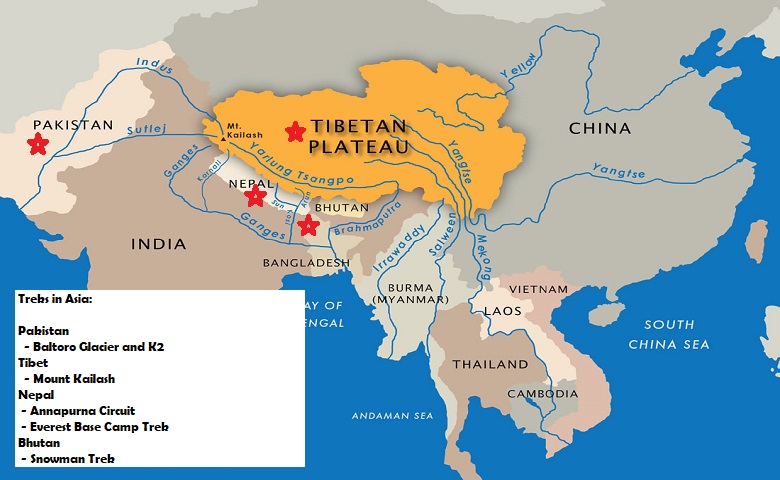 Indus
PAKISTAN
Sutlej
Mt.
Kailash
TIBETAN
PLATEAU
Yellow
CHINA
Ganges
Karnali
Yarlung Tsangpo
Yangtse
Yangtse
NEPAL
Sun Kosi
Arun
BHUTAN
Ganges
Brahmaputra
INDIA
BANGLADESH
Irrawaddy
Salween
Mekong
BURMA
(MYANMAR)
VIETNAM
LAOS
AY OF
ENGAL
SOUTH
CHINA SEA
THAILAND
CAMBODIA
ANDAMAN SEA
Treks in Asia:
Pakistan
- Baltoro Glacier and K2
Tibet
- Mount Kailash
Nepal
- Annapurna Circuit
- Everest Base Camp Trek
Bhutan
- Snowman Trek